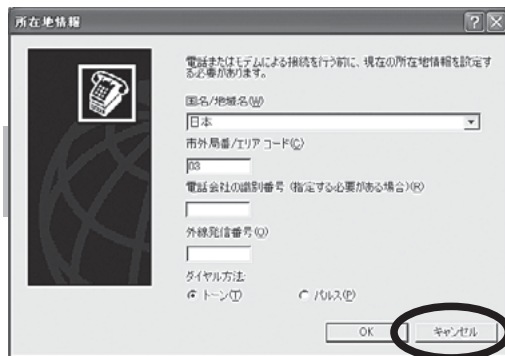 所在地情報
電話またはモデムによる接続を行う前に、現在の所在地情報を設定す
る必要があります。
国名/地域名(W)
日本
市外局番/エリア コード(C)
03
電話会社の識別番号 (指定する必要がある場合)(R)
外線発信番号(O)
ダイヤル方法:
トーン(T)
パルス(P)
OK
キャンセル